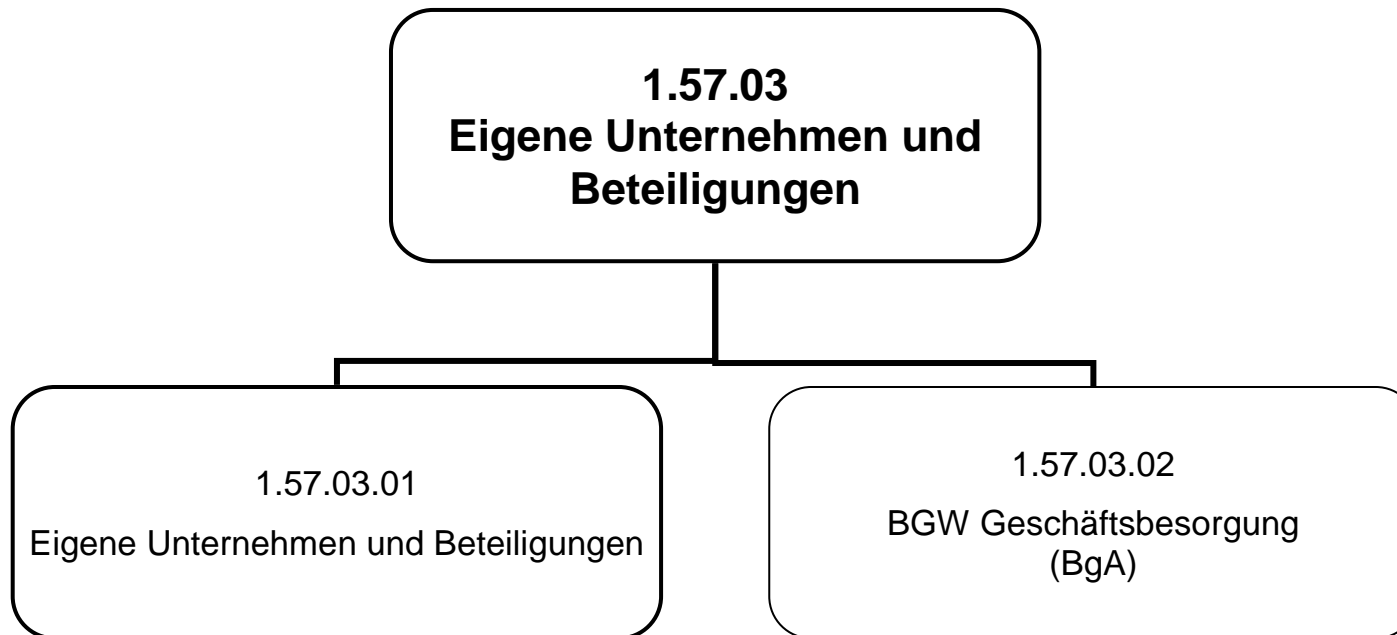 1.57.03
Eigene Unternehmen und
Beteiligungen
1.57.03.01
Eigene Unternehmen und Beteiligungen
1.57.03.02
BGW Geschäftsbesorgung
(BgA)